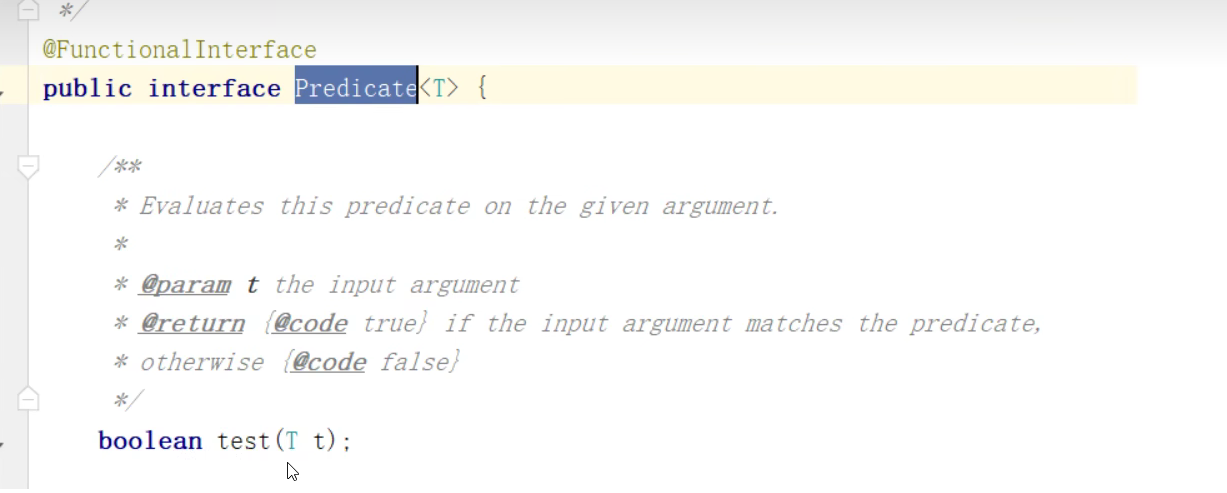 */
@FunctionalInterface
public interface Predicate<T> {
/**
* Evaluates this predicate on the given argument.
*
* @param t the input argument
* @return {@code true} if the input argument matches the predicate,
* otherwise {@code false}
*/
boolean test(T t);